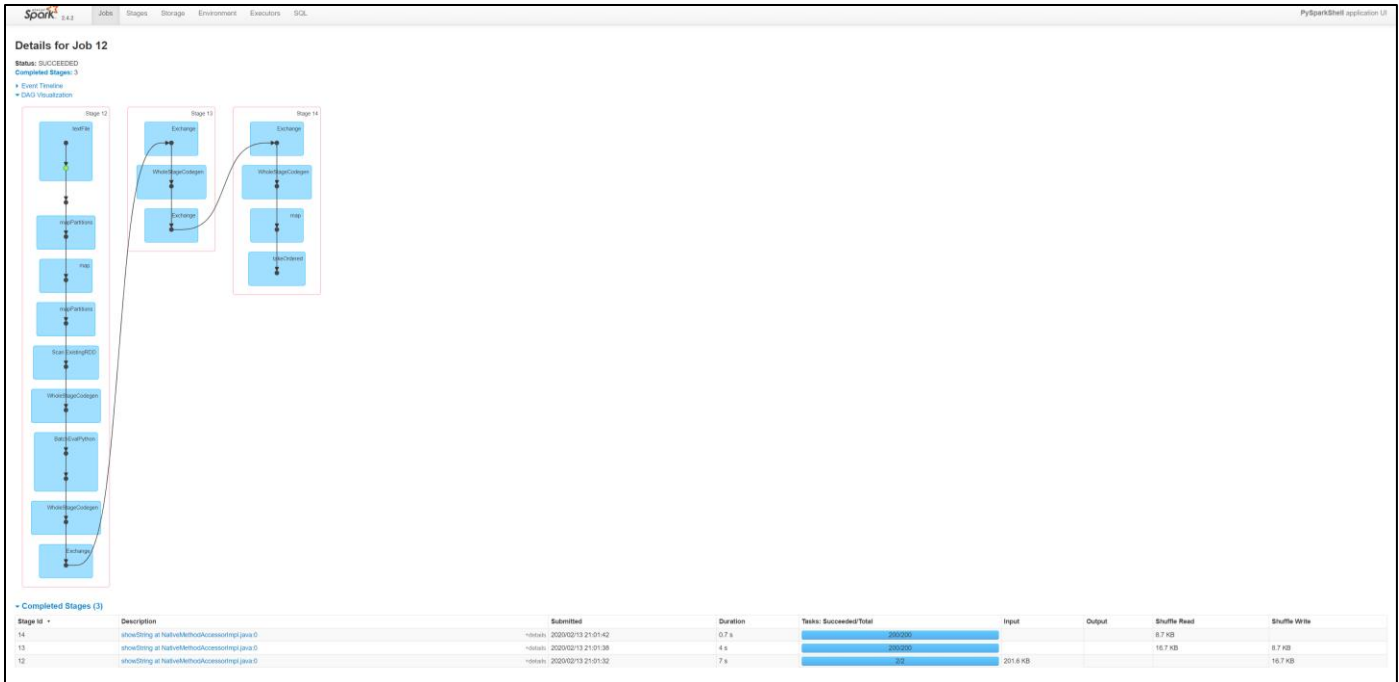 Spark 2.4.2 Jobs Stages Storage Environment Executors SQL PySparkShell application UI
Details for Job 12
Status: SUCCEEDED
Completed Stages: 3
Event Timeline
DAG Visualization
Stage 12
textFile
mapPartitions
map
mapPartitions
Scan ExistingRDD
WholeStageCodegen
BatchEvalPython
WholeStageCodegen
Exchange
Stage 13
Exchange
WholeStageCodegen
Exchange
Stage 14
Exchange
WholeStageCodegen
map
takeOrdered
Completed Stages (3)
Stage Id Description Submitted Duration Tasks: Succeeded/Total Input Output Shuffle Read Shuffle Write
14 showString at NativeMethodAccessorImpl.java:0 +details 2020/02/13 21:01:42 0.7 s 200/200 8.7 KB
13 showString at NativeMethodAccessorImpl.java:0 +details 2020/02/13 21:01:38 4 s 200/200 16.7 KB 8.7 KB
12 showString at NativeMethodAccessorImpl.java:0 +details 2020/02/13 21:01:32 7 s 2/2 201.6 KB 16.7 KB